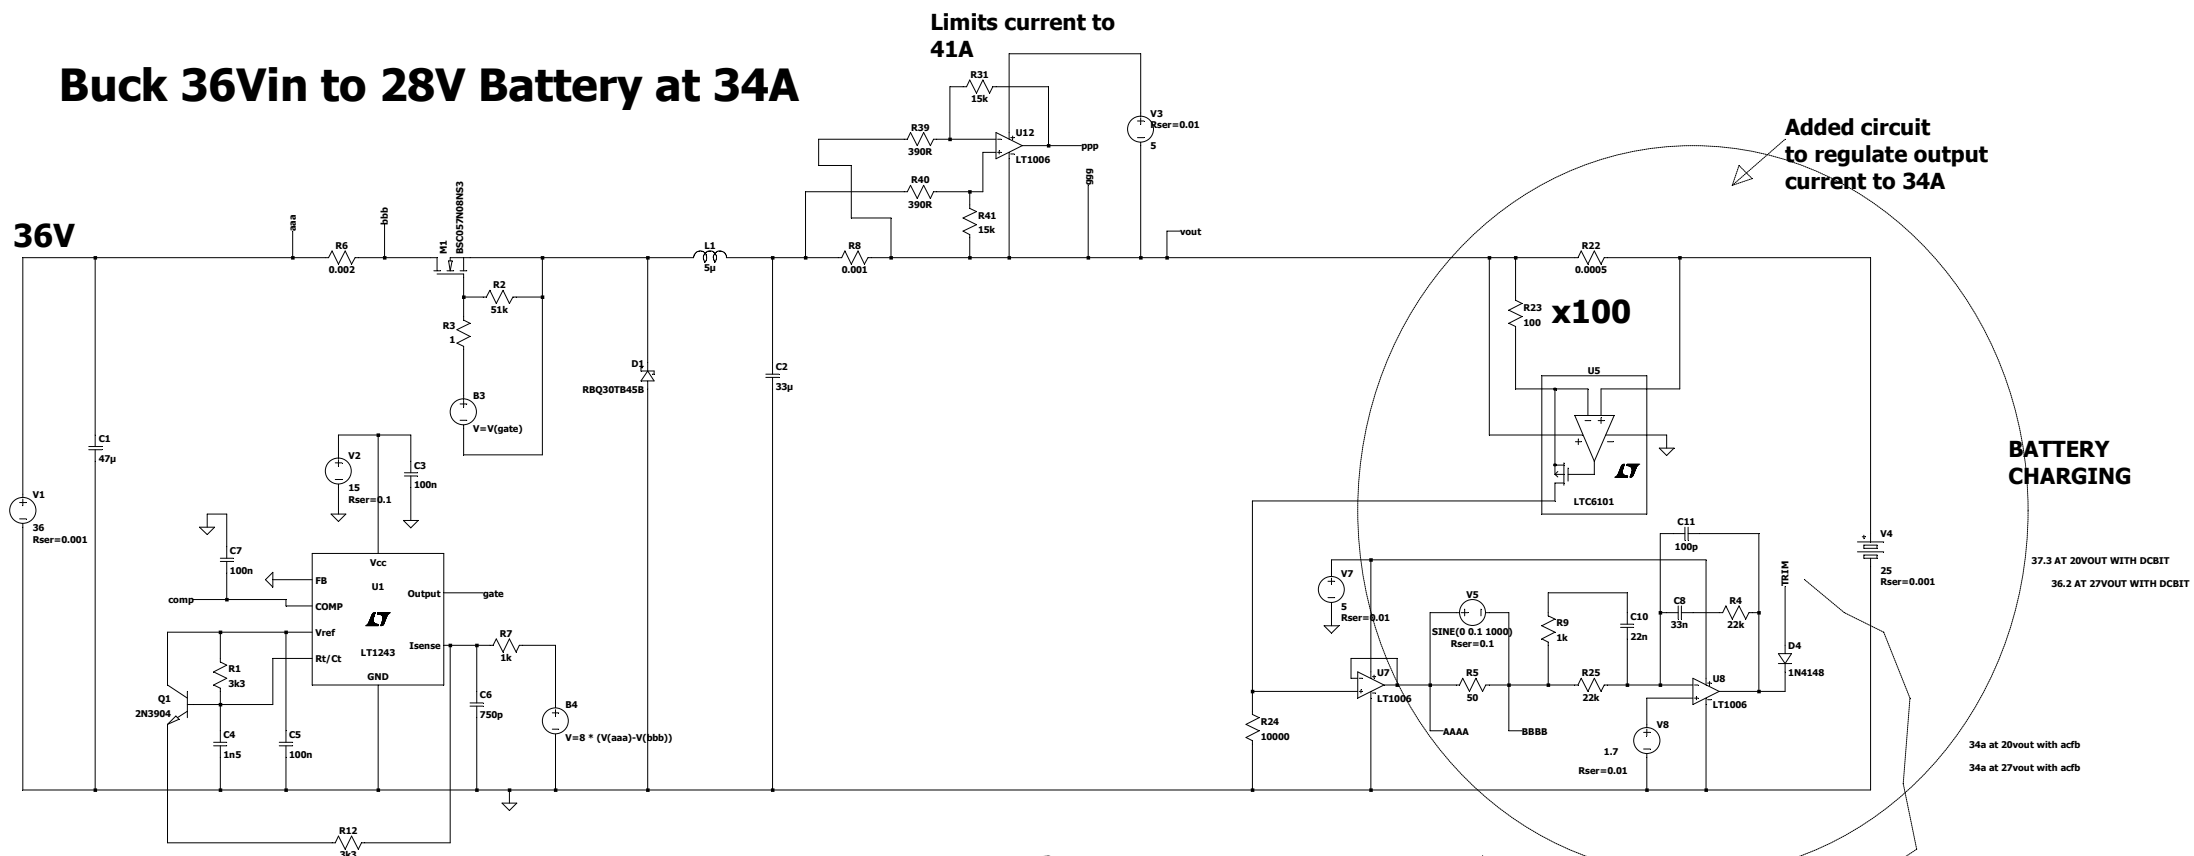 Limits current to
41A
Buck 36Vin to 28V Battery at 34A
R31
15k
V3
Rser=0.01
5
R39
390R
U12
LT1006
ppp
ggg
R40
390R
R41
15k
Added circuit
to regulate output
current to 34A
36V
aaa
bbb
M1
BSC057N08NS3
R6
0.002
L1
5µ
R8
0.001
vout
R22
0.0005
R2
51k
R3
1
R23
100
x100
D1
RBQ30TB45B
C2
33µ
U5
LTC6101
B3
V=V(gate)
C1
47µ
V2
15
Rser=0.1
C3
100n
BATTERY
CHARGING
V1
36
Rser=0.001
C7
100n
Vcc
U1
FB
COMP
Vref
Rt/Ct
Output
Isense
LT1243
GND
comp
gate
R7
1k
R1
3k3
Q1
2N3904
C4
1n5
C5
100n
C6
750p
B4
V=8 * (V(aaa)-V(bbb))
R12
3k3
C11
100p
V4
25
Rser=0.001
37.3 AT 20VOUT WITH DCBIT
36.2 AT 27VOUT WITH DCBIT
V7
5
Rser=0.01
V5
SINE(0 0.1 1000)
Rser=0.1
R9
1k
C10
22n
C8
33n
R4
22k
TRIM
D4
1N4148
U7
LT1006
R5
50
R25
22k
U8
LT1006
R24
10000
AAAA
BBBB
V8
1.7
Rser=0.01
34a at 20vout with acfb
34a at 27vout with acfb